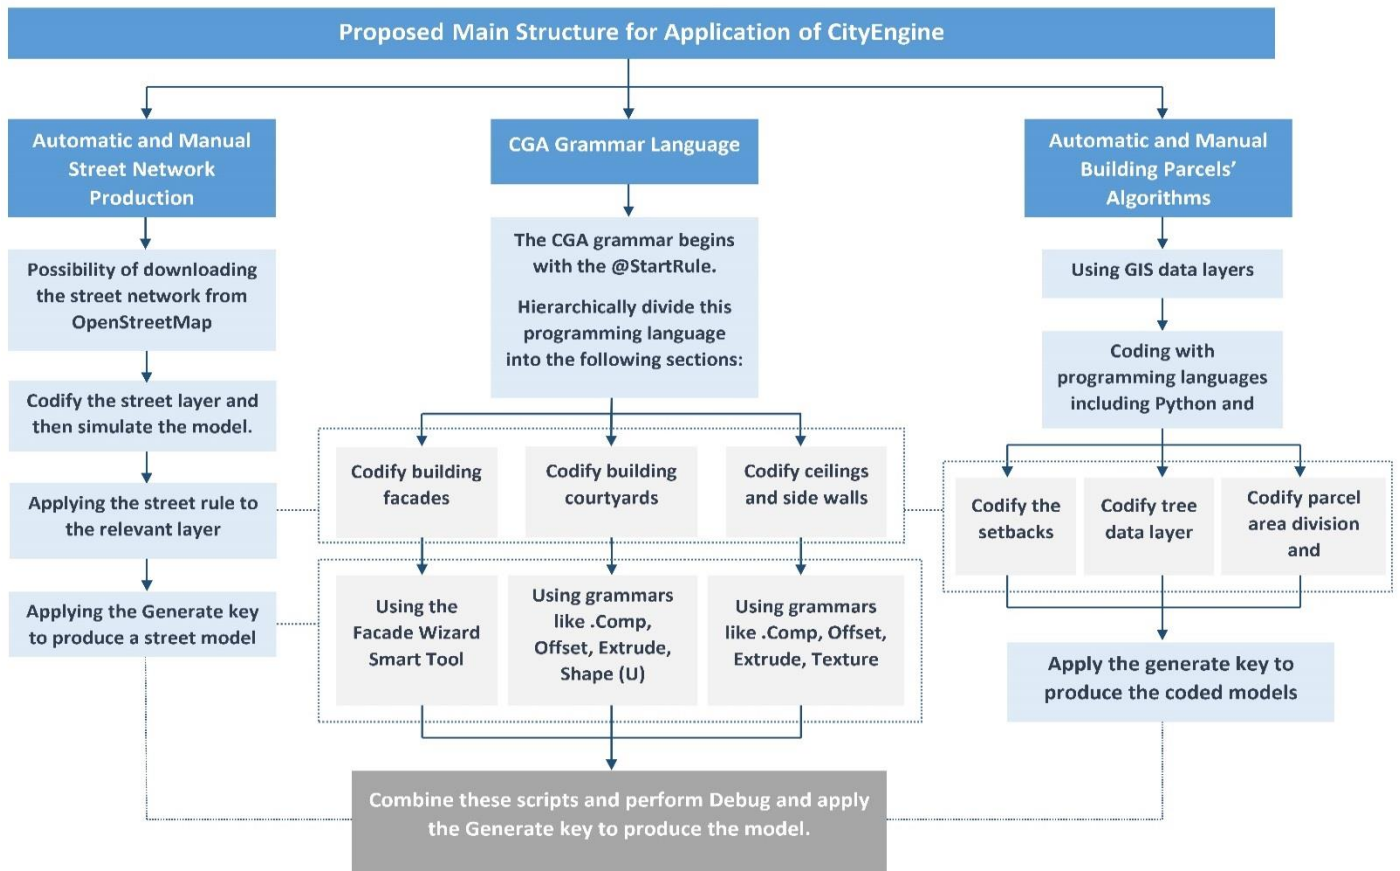 Proposed Main Structure for Application of CityEngine
Automatic and Manual
Street Network
Production
Possibility of downloading
the street network from
OpenStreetMap
Codify the street layer and
then simulate the model.
Applying the street rule to
the relevant layer
Applying the Generate key
to produce a street model
CGA Grammar Language
The CGA grammar begins
with the @StartRule.
Hierarchically divide this
programming language
into the following sections:
Codify building
facades
Codify building
courtyards
Codify ceilings
and side walls
Using the
Facade Wizard
Smart Tool
Using grammars
like .Comp,
Offset, Extrude,
Shape (U)
Using grammars
like .Comp, Offset,
Extrude, Texture
Automatic and Manual
Building Parcels’
Algorithms
Using GIS data layers
Coding with
programming languages
including Python and
Codify the
setbacks
Codify tree
data layer
Codify parcel
area division
and
Apply the generate key to
produce the coded models
Combine these scripts and perform Debug and apply
the Generate key to produce the model.